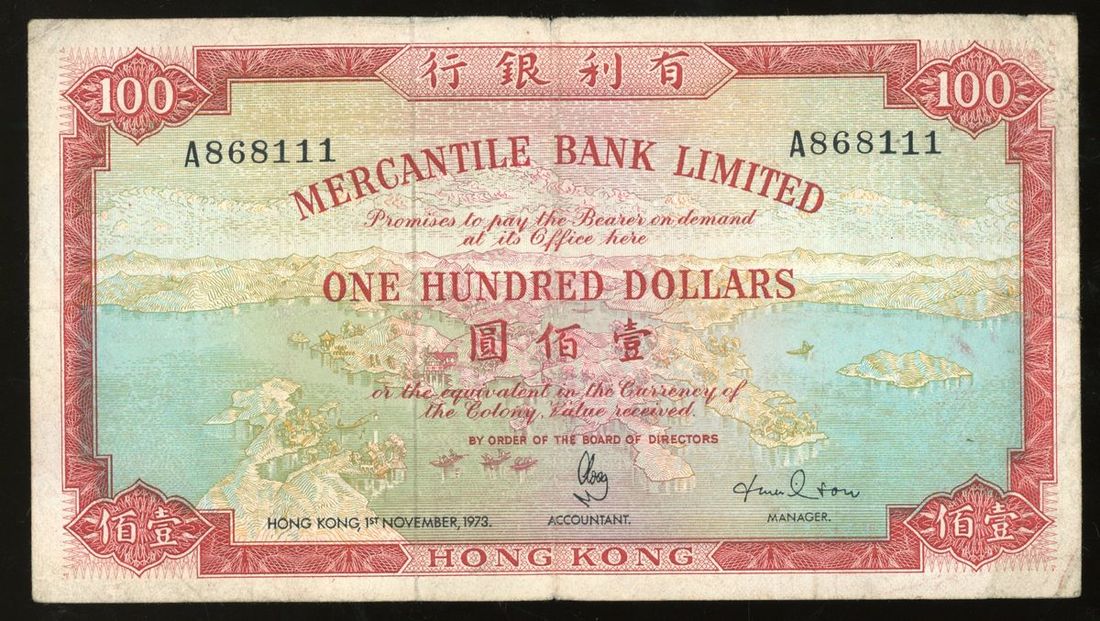 行銀利有
100 100
A868111 A868111
MERCANTILE BANK LIMITED
Promises to pay the Bearer on demand
at its Office here
ONE HUNDRED DOLLARS
圓佰壹
or the equivalent in the Currency of
the Colony, Value received.
BY ORDER OF THE BOARD OF DIRECTORS
HONG KONG, 1ST NOVEMBER, 1973. ACCOUNTANT. MANAGER.
佰壹 佰壹
HONG KONG